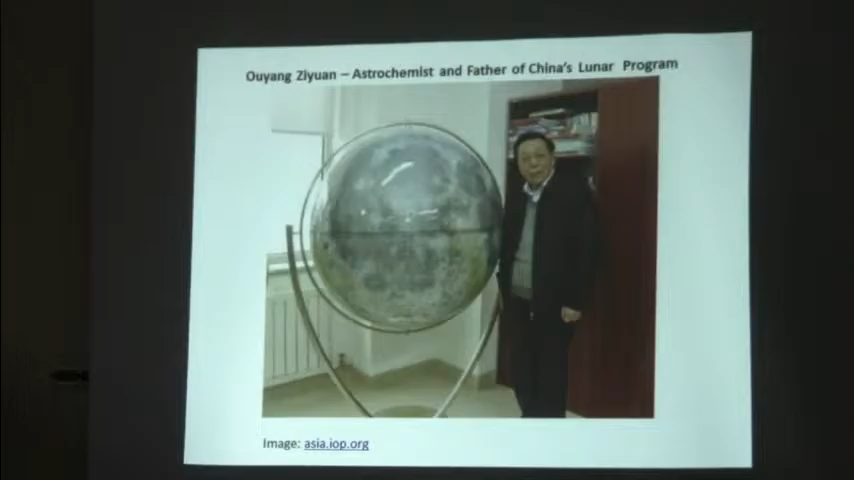 Ouyang Ziyuan – Astrochemist and Father of China's Lunar Program
Image: asia.iop.org